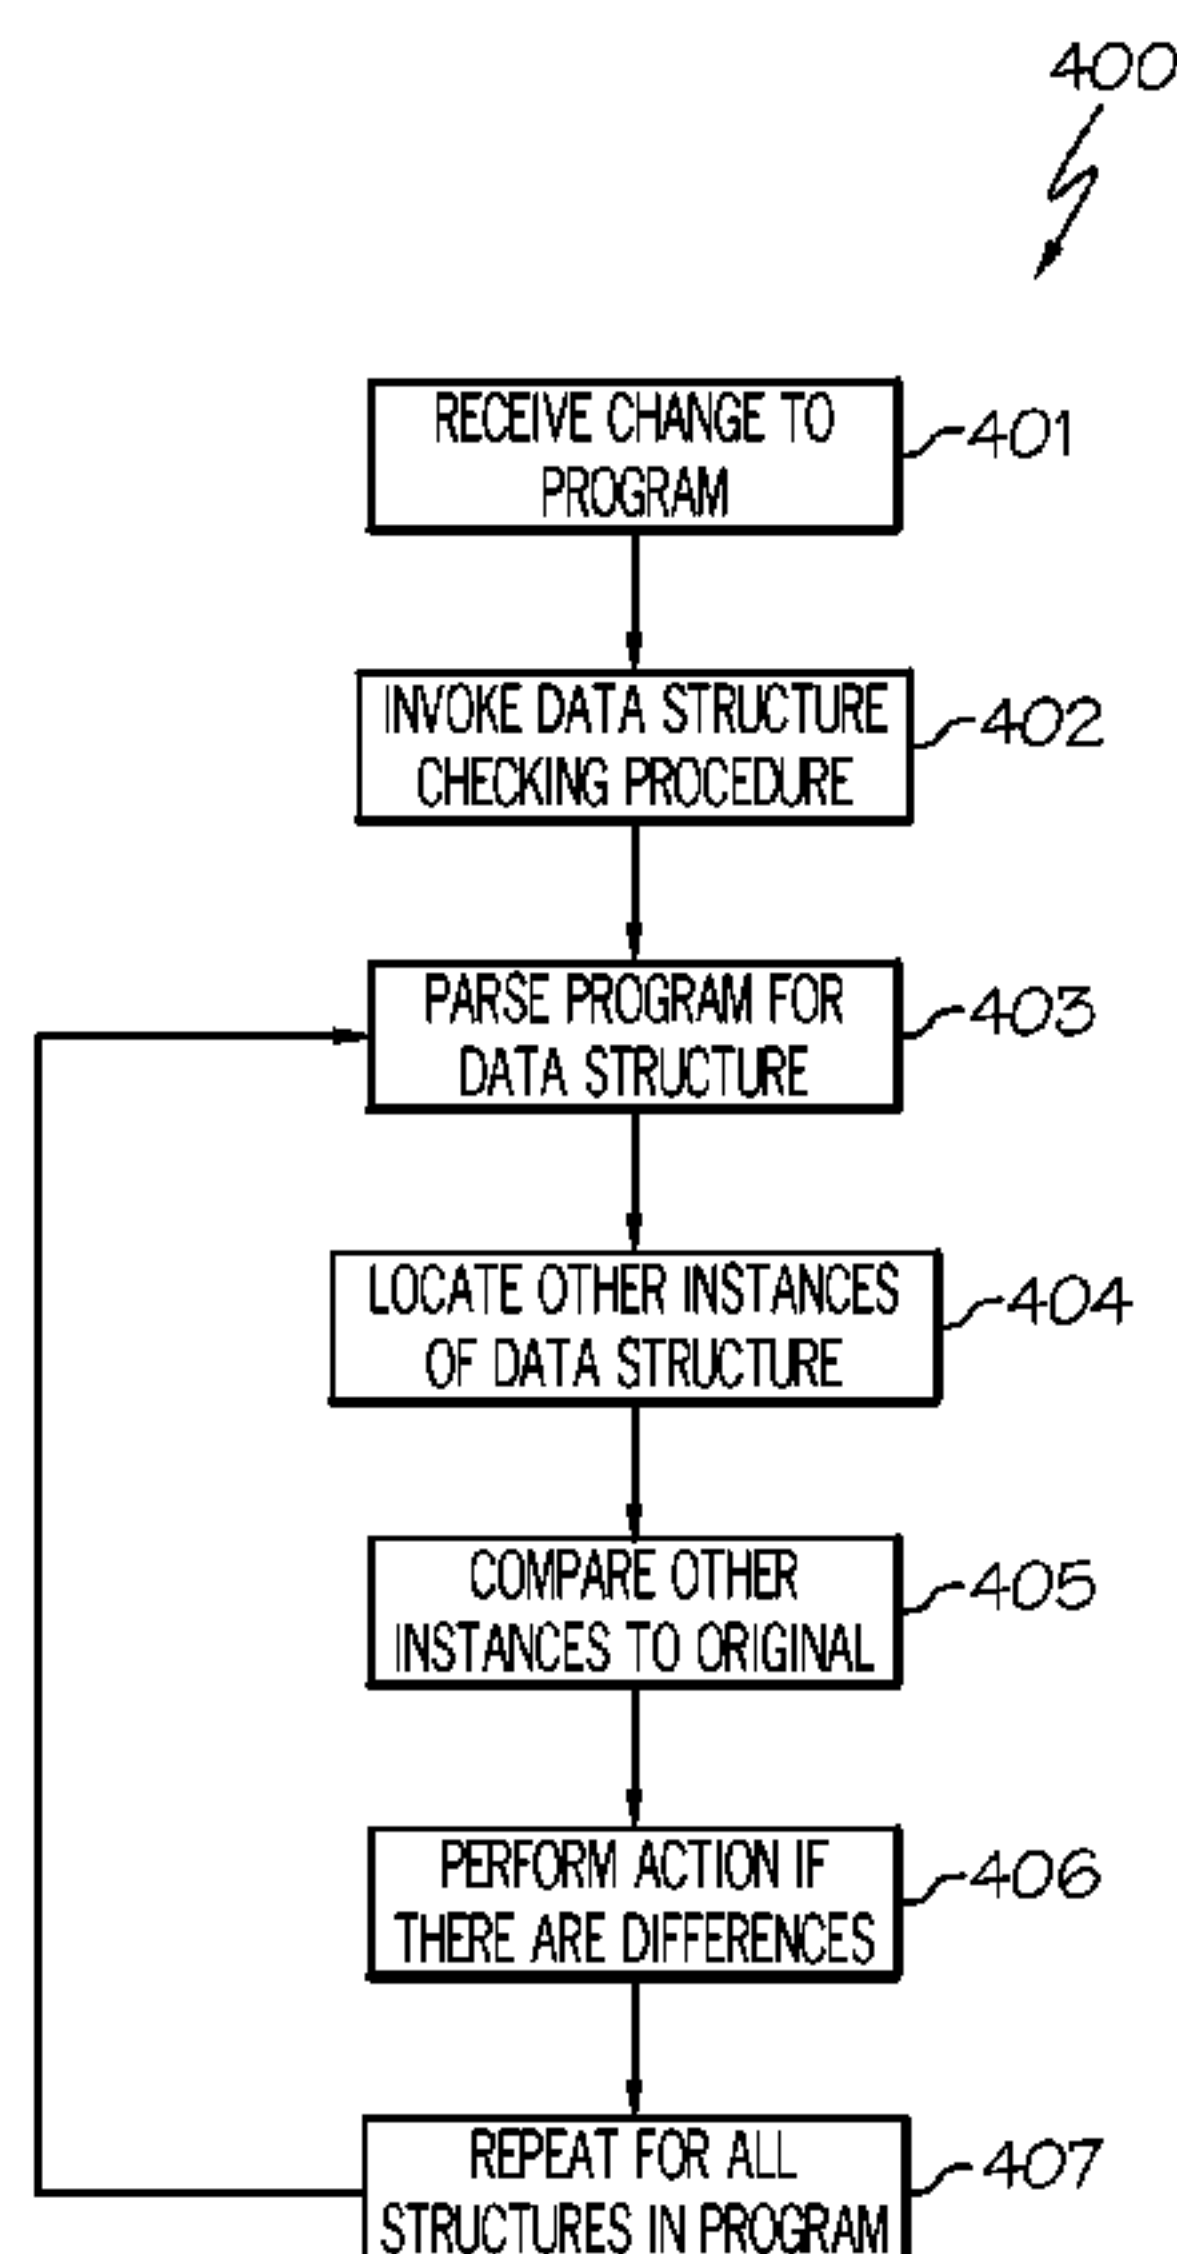 400
RECEIVE CHANGE TO
PROGRAM
401
INVOKE DATA STRUCTURE
CHECKING PROCEDURE
402
PARSE PROGRAM FOR
DATA STRUCTURE
403
LOCATE OTHER INSTANCES
OF DATA STRUCTURE
404
COMPARE OTHER
INSTANCES TO ORIGINAL
405
PERFORM ACTION IF
THERE ARE DIFFERENCES
406
REPEAT FOR ALL
STRUCTURES IN PROGRAM
407